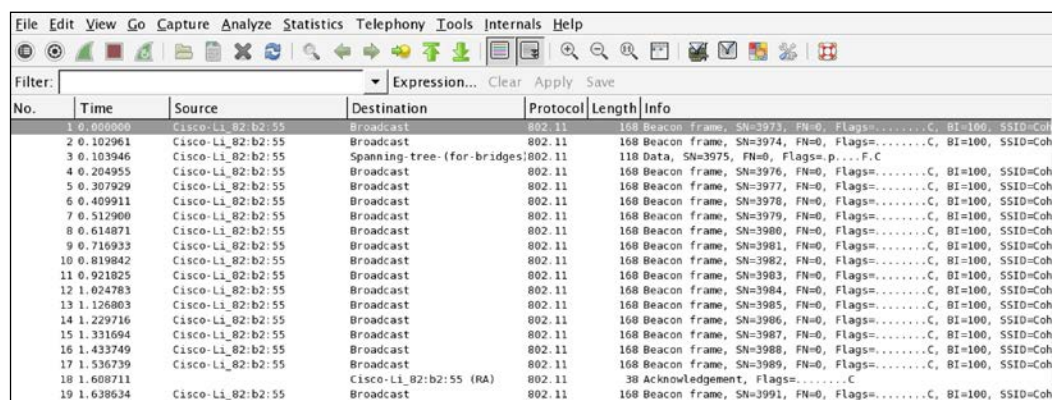 File Edit View Go Capture Analyze Statistics Telephony Tools Internals Help
Filter: Expression... Clear Apply Save
No. Time Source Destination Protocol Length Info
1 0.000000 Cisco-Li_82:b2:55 Broadcast 802.11 168 Beacon frame, SN=3973, FN=0, Flags=........C, BI=100, SSID=Coh
2 0.102961 Cisco-Li_82:b2:55 Broadcast 802.11 168 Beacon frame, SN=3974, FN=0, Flags=........C, BI=100, SSID=Coh
3 0.103946 Cisco-Li_82:b2:55 Spanning-tree-(for-bridges) 802.11 118 Data, SN=3975, FN=0, Flags=.p....F.C
4 0.204955 Cisco-Li_82:b2:55 Broadcast 802.11 168 Beacon frame, SN=3976, FN=0, Flags=........C, BI=100, SSID=Coh
5 0.307929 Cisco-Li_82:b2:55 Broadcast 802.11 168 Beacon frame, SN=3977, FN=0, Flags=........C, BI=100, SSID=Coh
6 0.409911 Cisco-Li_82:b2:55 Broadcast 802.11 168 Beacon frame, SN=3978, FN=0, Flags=........C, BI=100, SSID=Coh
7 0.512900 Cisco-Li_82:b2:55 Broadcast 802.11 168 Beacon frame, SN=3979, FN=0, Flags=........C, BI=100, SSID=Coh
8 0.614871 Cisco-Li_82:b2:55 Broadcast 802.11 168 Beacon frame, SN=3980, FN=0, Flags=........C, BI=100, SSID=Coh
9 0.716933 Cisco-Li_82:b2:55 Broadcast 802.11 168 Beacon frame, SN=3981, FN=0, Flags=........C, BI=100, SSID=Coh
10 0.819842 Cisco-Li_82:b2:55 Broadcast 802.11 168 Beacon frame, SN=3982, FN=0, Flags=........C, BI=100, SSID=Coh
11 0.921825 Cisco-Li_82:b2:55 Broadcast 802.11 168 Beacon frame, SN=3983, FN=0, Flags=........C, BI=100, SSID=Coh
12 1.024783 Cisco-Li_82:b2:55 Broadcast 802.11 168 Beacon frame, SN=3984, FN=0, Flags=........C, BI=100, SSID=Coh
13 1.126803 Cisco-Li_82:b2:55 Broadcast 802.11 168 Beacon frame, SN=3985, FN=0, Flags=........C, BI=100, SSID=Coh
14 1.229716 Cisco-Li_82:b2:55 Broadcast 802.11 168 Beacon frame, SN=3986, FN=0, Flags=........C, BI=100, SSID=Coh
15 1.331694 Cisco-Li_82:b2:55 Broadcast 802.11 168 Beacon frame, SN=3987, FN=0, Flags=........C, BI=100, SSID=Coh
16 1.433749 Cisco-Li_82:b2:55 Broadcast 802.11 168 Beacon frame, SN=3988, FN=0, Flags=........C, BI=100, SSID=Coh
17 1.536739 Cisco-Li_82:b2:55 Broadcast 802.11 168 Beacon frame, SN=3989, FN=0, Flags=........C, BI=100, SSID=Coh
18 1.608711 Cisco-Li_82:b2:55 (RA) 802.11 38 Acknowledgement, Flags=........C
19 1.638634 Cisco-Li_82:b2:55 Broadcast 802.11 168 Beacon frame, SN=3991, FN=0, Flags=........C, BI=100, SSID=Coh